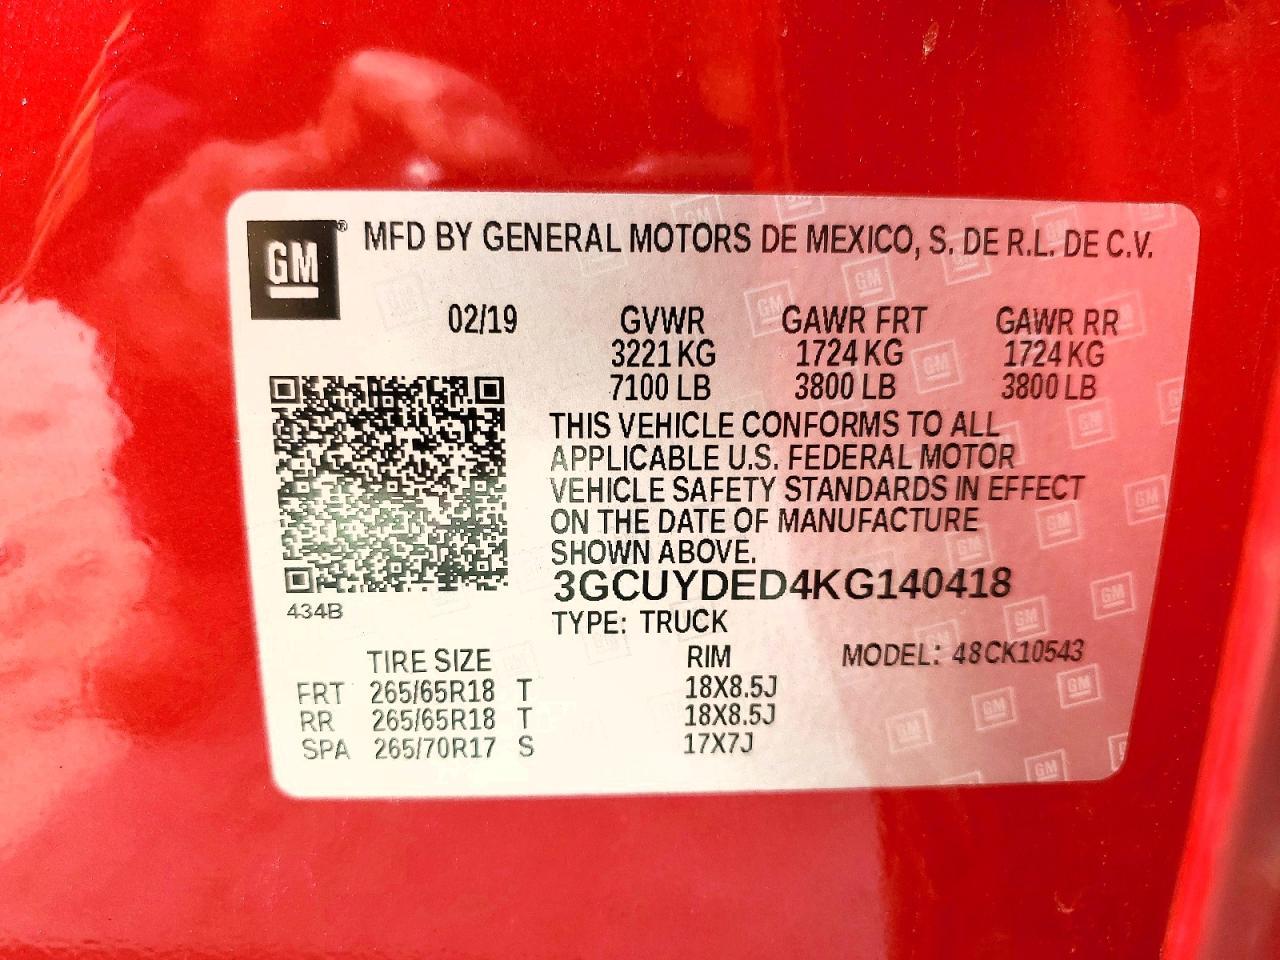 GM® MFD BY GENERAL MOTORS DE MEXICO, S. DE R.L. DE C.V.
02/19 GVWR GAWR FRT GAWR RR
3221 KG 1724 KG 1724 KG
7100 LB 3800 LB 3800 LB
THIS VEHICLE CONFORMS TO ALL
APPLICABLE U.S. FEDERAL MOTOR
VEHICLE SAFETY STANDARDS IN EFFECT
ON THE DATE OF MANUFACTURE
SHOWN ABOVE.
3GCUYDED4KG140418
434B
TYPE: TRUCK
TIRE SIZE RIM MODEL: 48CK10543
FRT 265/65R18 T 18X8.5J
RR 265/65R18 T 18X8.5J
SPA 265/70R17 S 17X7J